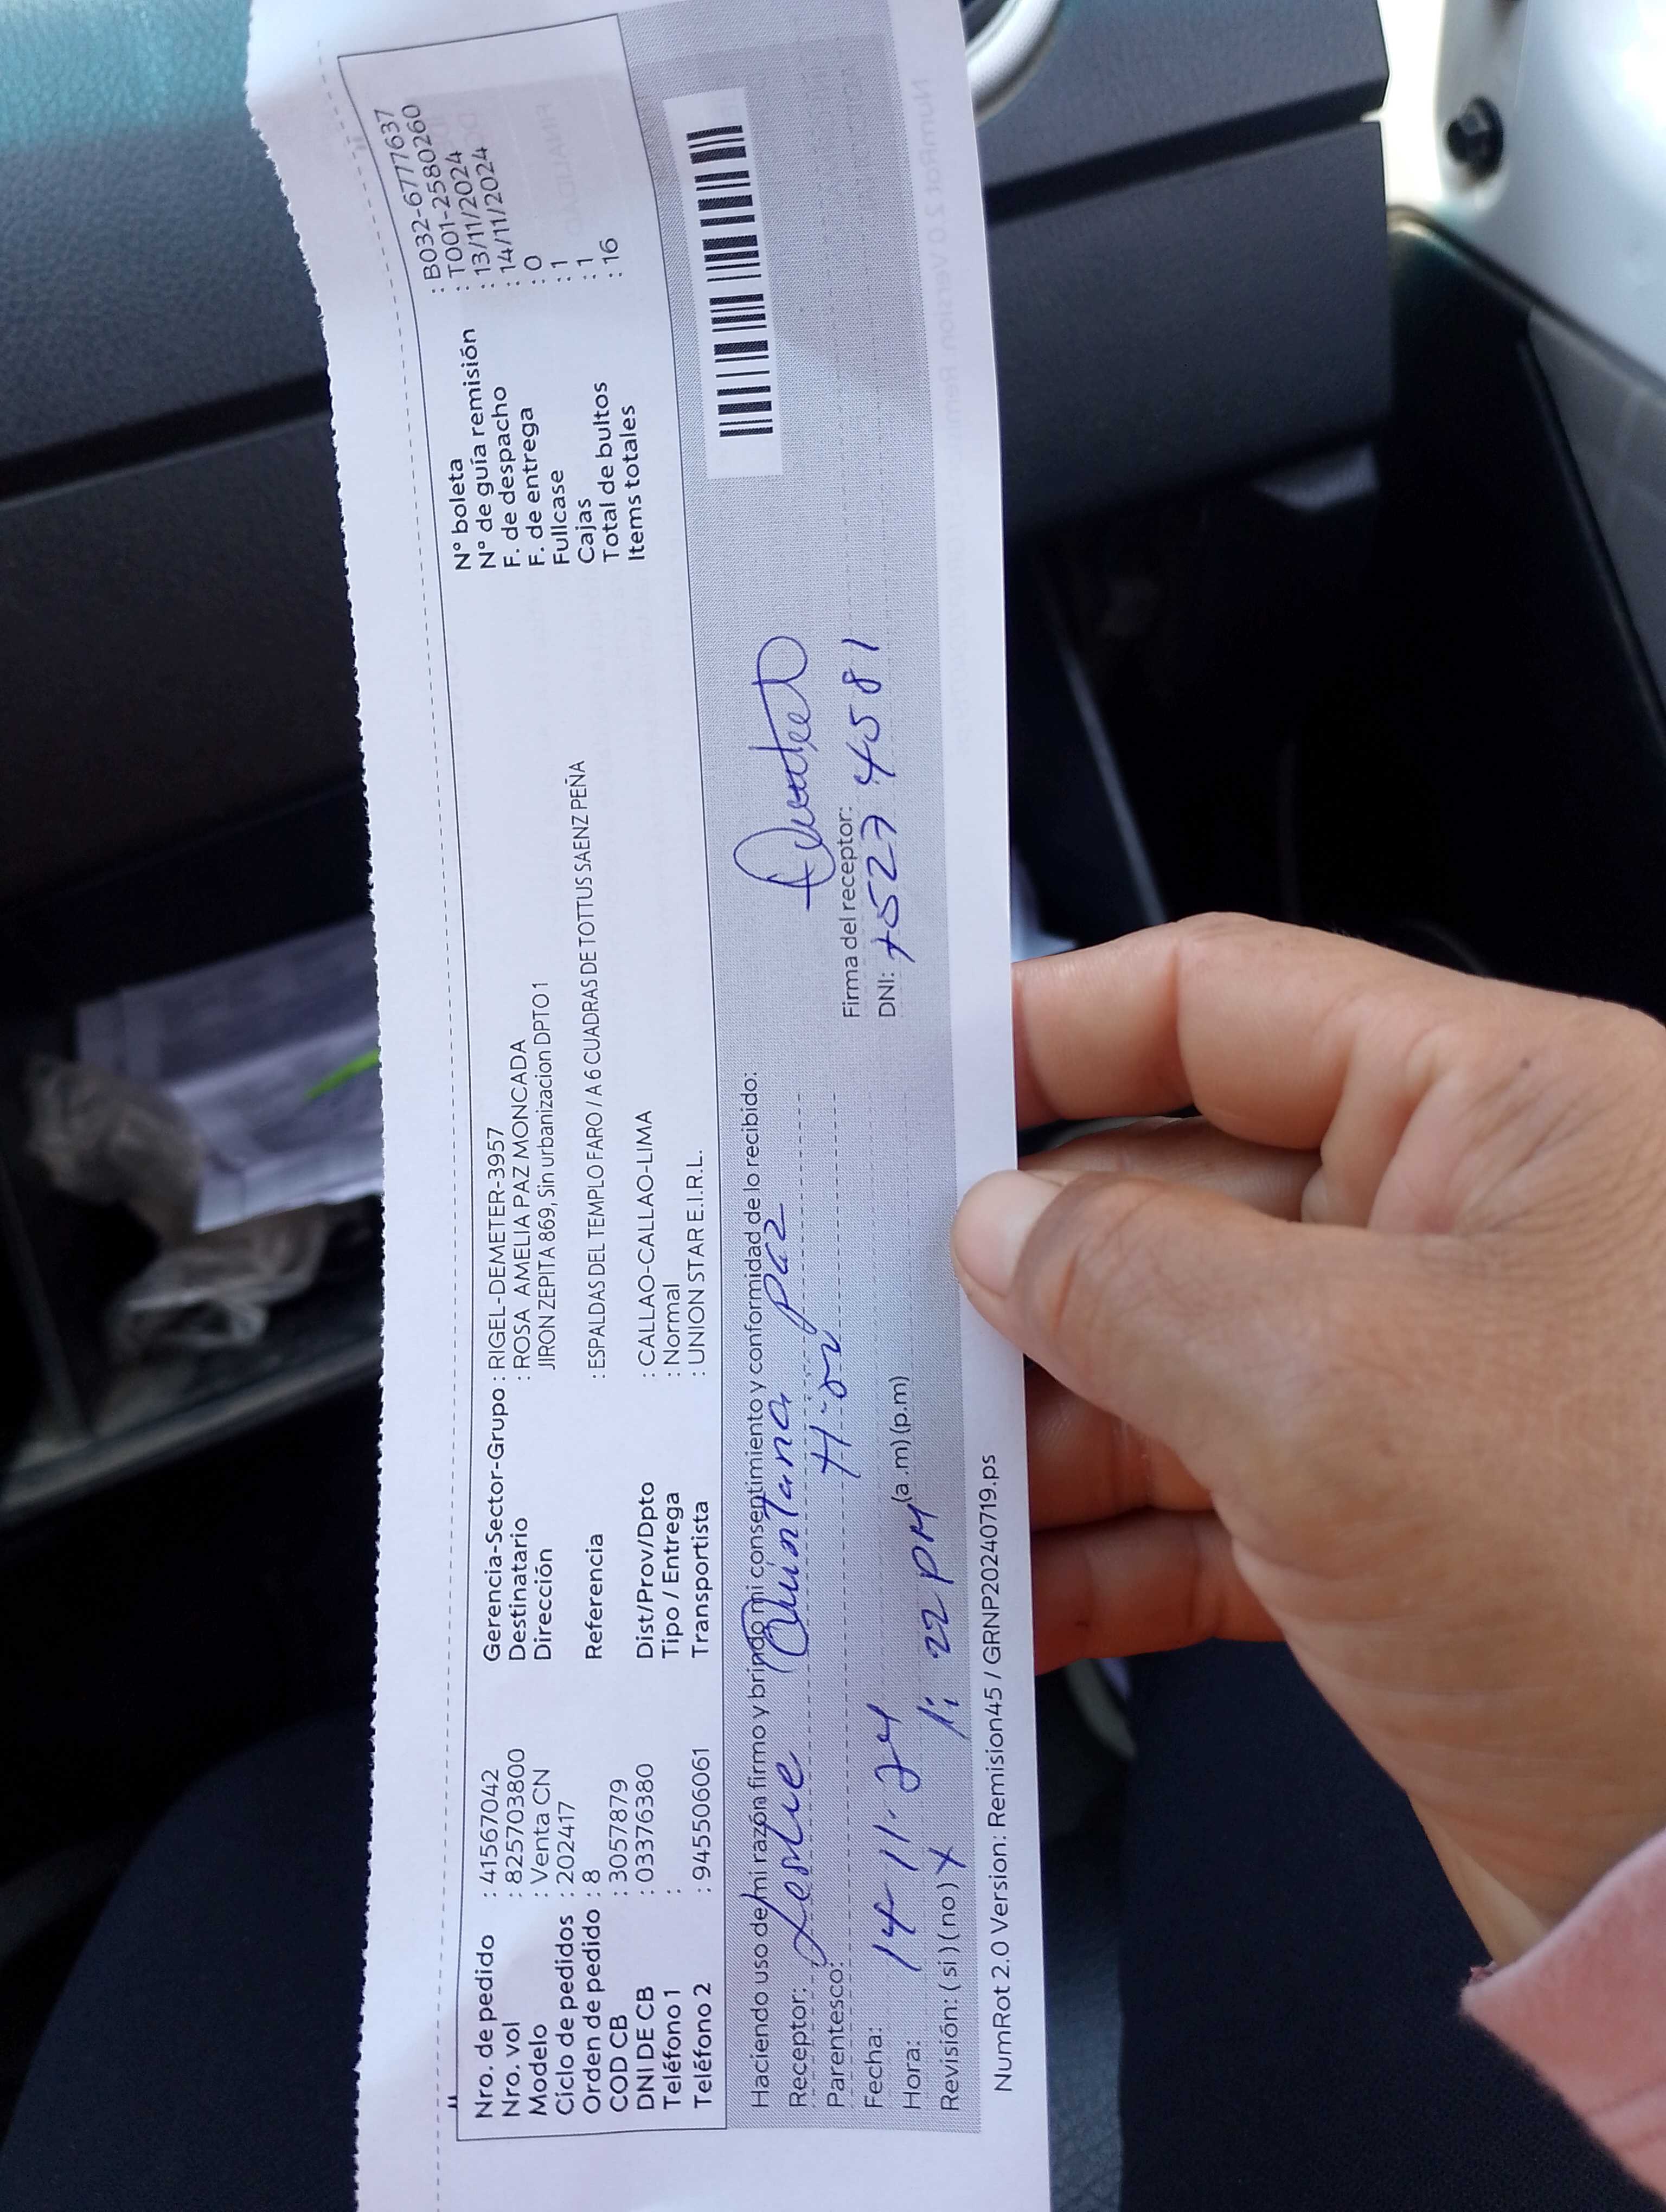 Nro. de pedido : 41567042
Nro. vol : 825703800
Modelo : Venta CN
Ciclo de pedidos : 202417
Orden de pedido : 8
COD CB : 3057879
DNI DE CB : 03376380
Teléfono 1 :
Teléfono 2 : 945506061
Gerencia-Sector-Grupo : RIGEL-DEMETER-3957
Destinatario : ROSA AMELIA PAZ MONCADA
Dirección JIRON ZEPITA 869, Sin urbanizacion DPTO 1
Referencia : ESPALDAS DEL TEMPLO FARO / A 6 CUADRAS DE TOTTUS SAENZ PEÑA
Dist/Prov/Dpto : CALLAO-CALLAO-LIMA
Tipo / Entrega : Normal
Transportista : UNION STAR E.I.R.L.
N° boleta : B032-67777637
N° de guía remisión : T001-2580260
F. de despacho : 13/11/2024
F. de entrega : 14/11/2024
Fullcase : 0
Cajas : 1
Total de bultos : 1
Items totales : 16
Haciendo uso de mi razón firmo y brindo mi consentimiento y conformidad de lo recibido:
Receptor: Leslie Quintana Paz
Parentesco:
Fecha: 14-11-24
Hora: 1: 22 PM (a.m) (p.m)
Revisión: ( si ) ( no ) X
Firma del receptor:
DNI: 75277 4581
NumRot 2.0 Version: Remision45 / GRNP20240719.ps